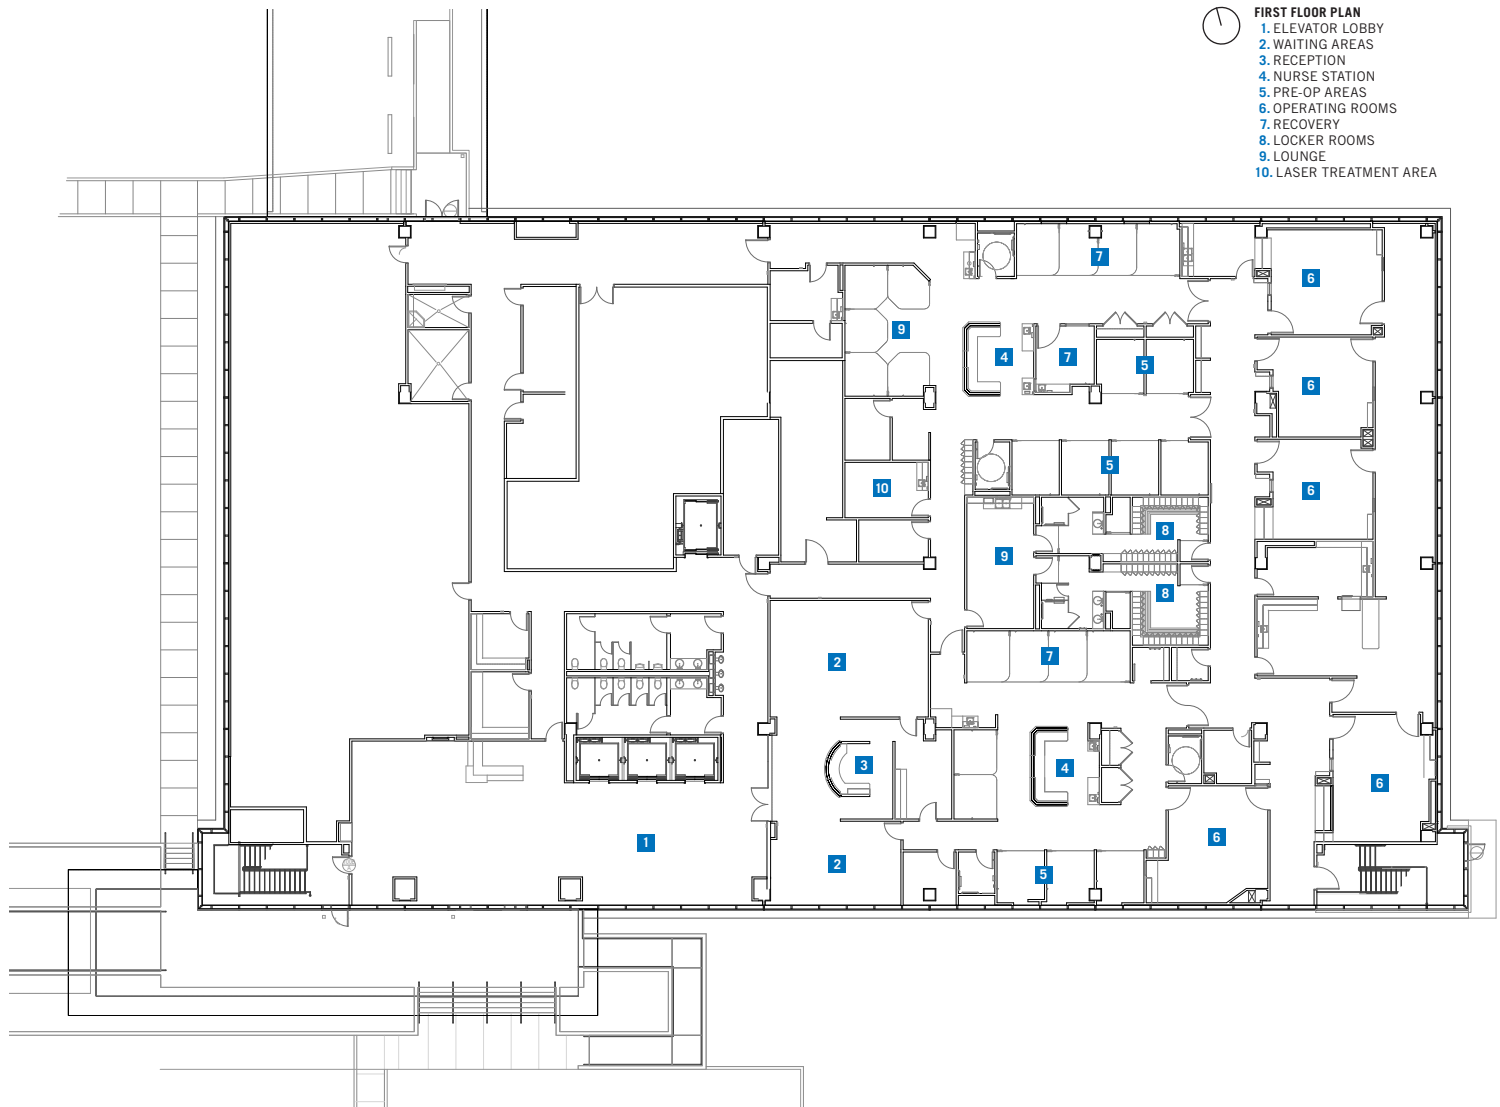 FIRST FLOOR PLAN
1. ELEVATOR LOBBY
2. WAITING AREAS
3. RECEPTION
4. NURSE STATION
5. PRE-OP AREAS
6. OPERATING ROOMS
7. RECOVERY
8. LOCKER ROOMS
9. LOUNGE
10. LASER TREATMENT AREA
7
6
9
4
7
5
6
5
10
6
8
9
8
7
2
3
4
6
1
6
2
5